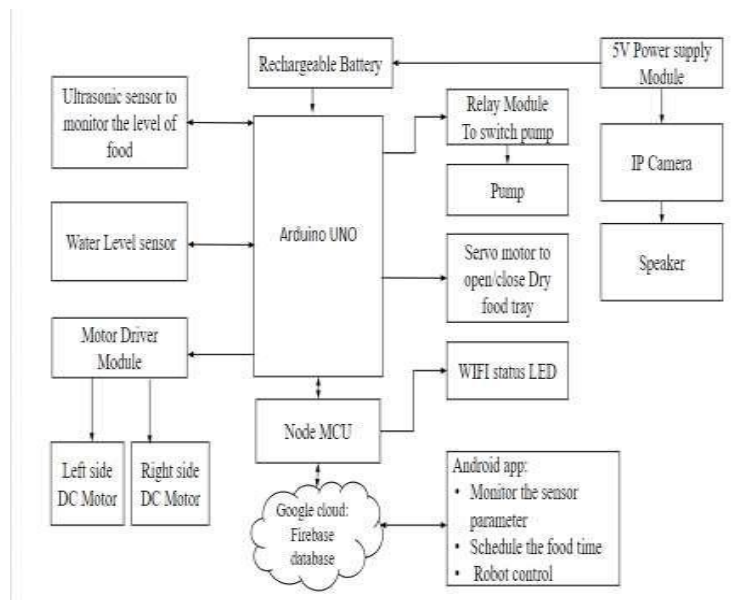 Rechargeable Battery
5V Power supply
Module
Ultrasonic sensor to
monitor the level of
food
Relay Module
To switch pump
IP Camera
Pump
Arduino UNO
Water Level sensor
Servo motor to
open/close Dry
food tray
Speaker
Motor Driver
Module
WIFI status LED
Node MCU
Left side
DC Motor
Right side
DC Motor
Google cloud:
Firebase
database
Android app:
• Monitor the sensor
parameter
• Schedule the food time
• Robot control